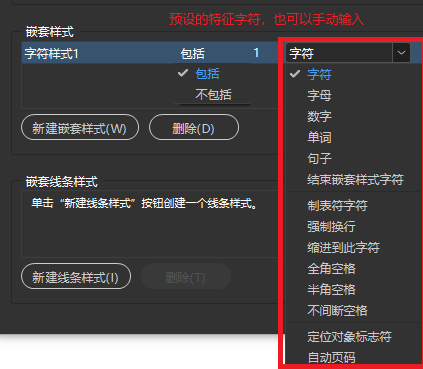 预设的特征字符，也可以手动输入
嵌套样式
字符样式1 包括 1 字符
包括
不包括
字符
字母
数字
单词
句子
结束嵌套样式字符
制表符字符
强制换行
缩进到此字符
全角空格
半角空格
不间断空格
定位对象标志符
自动页码
新建嵌套样式(W) 删除(D)
嵌套线条样式
单击“新建线条样式”按钮创建一个线条样式。
新建线条样式(I) 删除(T)